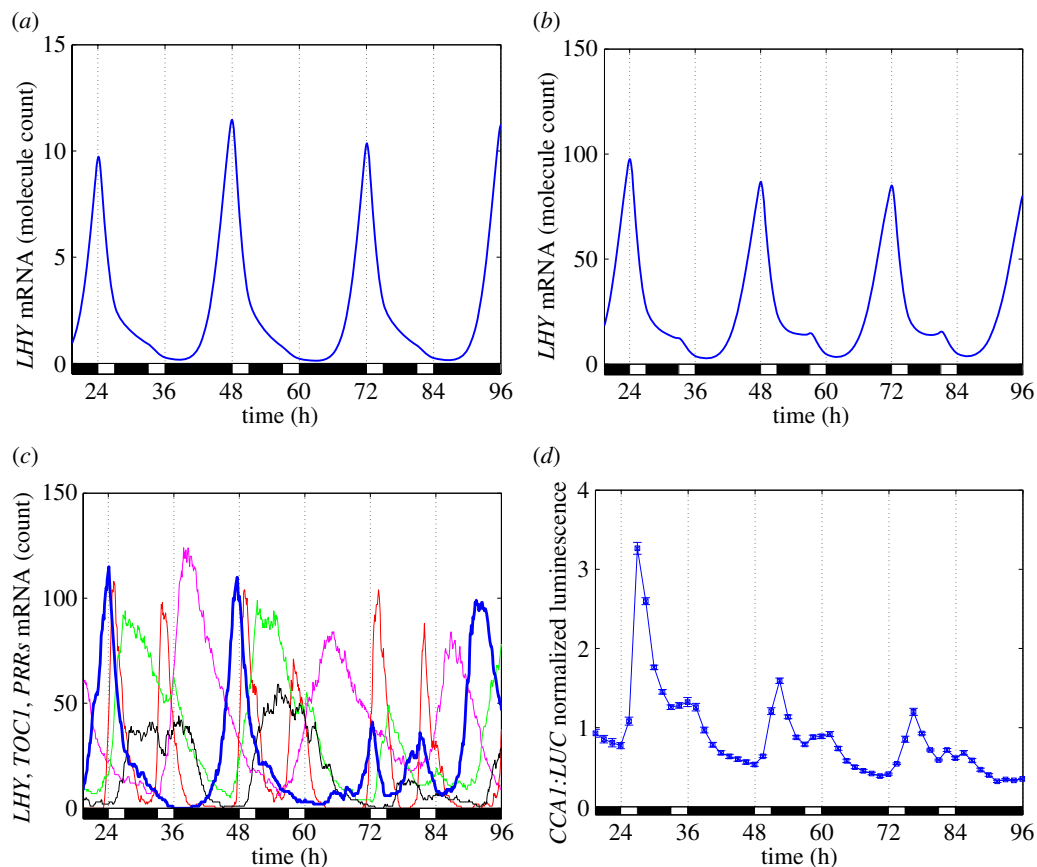 (a)
15
10
5
0
LHY mRNA (molecule count)
24 36 48 60 72 84 96
time (h)
(b)
150
100
50
0
LHY mRNA (molecule count)
24 36 48 60 72 84 96
time (h)
(c)
150
100
50
0
LHY, TOC1, PRRs mRNA (count)
24 36 48 60 72 84 96
time (h)
(d)
4
3
2
1
0
CCA1:LUC normalized luminescence
24 36 48 60 72 84 96
time (h)